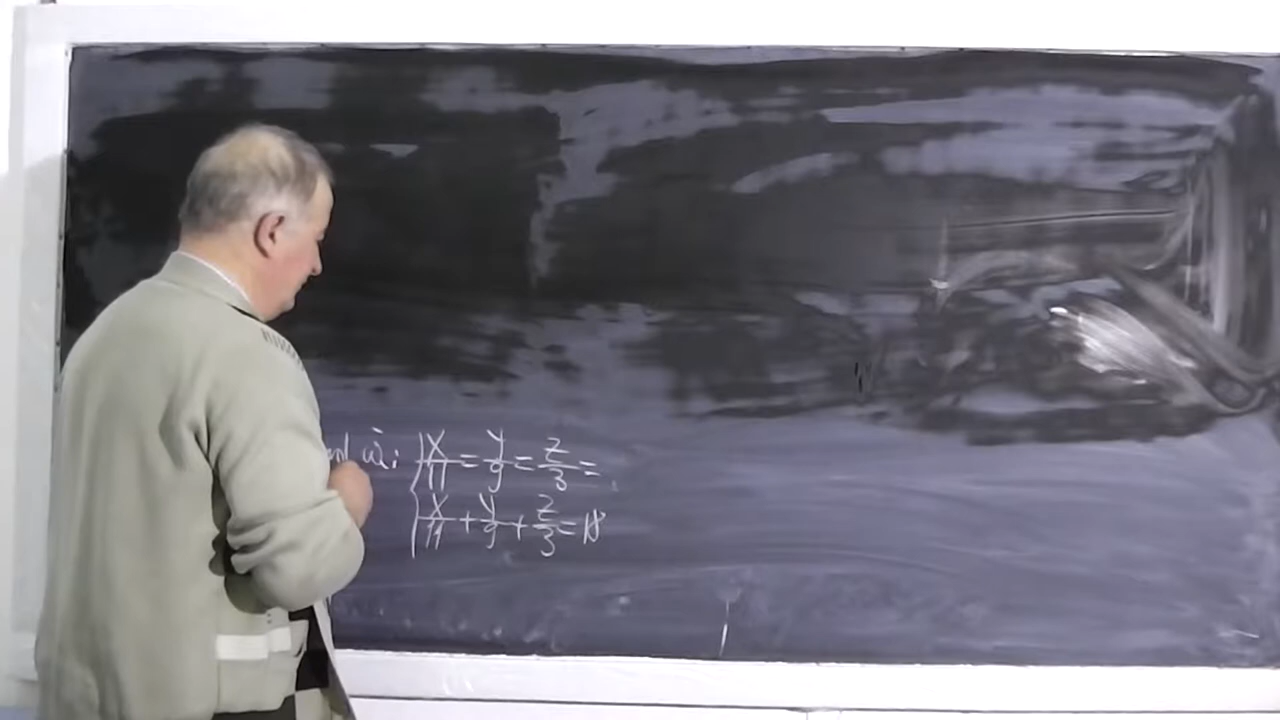 x/11 = y/9 = z/3 =
x/11 + y/9 + z/3 = 18